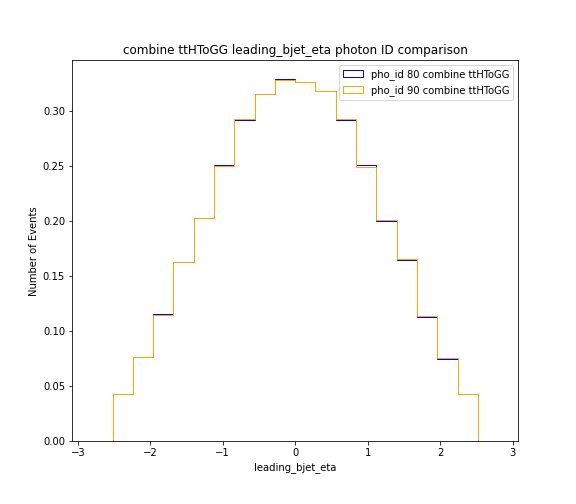 combine ttHToGG leading_bjet_eta photon ID comparison
pho_id 80 combine ttHToGG
pho_id 90 combine ttHToGG
0.30
0.25
0.20
0.15
0.10
0.05
0.00
Number of Events
−3
−2
−1
0
1
2
3
leading_bjet_eta